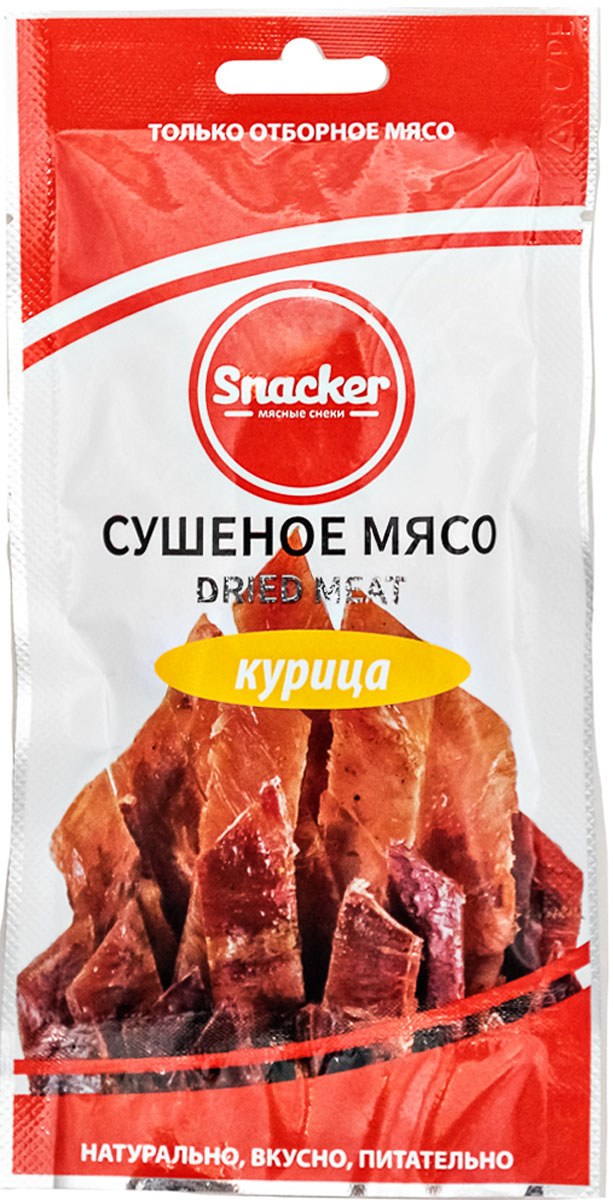 ТОЛЬКО ОТБОРНОЕ МЯСО
Snacker
мясные снеки
СУШЕНОЕ МЯСО
DRIED MEAT
курица
НАТУРАЛЬНО, ВКУСНО, ПИТАТЕЛЬНО